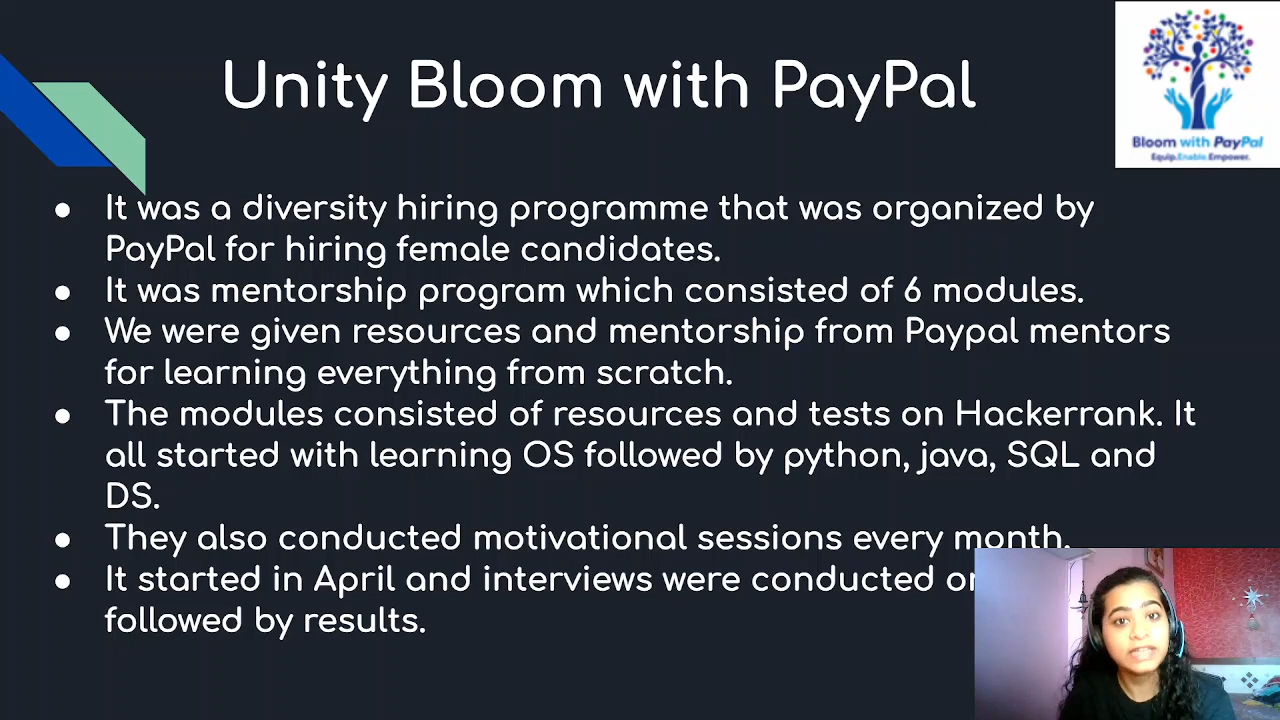 Unity Bloom with PayPal
Bloom with PayPal
Equip.Enable.Empower.
● It was a diversity hiring programme that was organized by
PayPal for hiring female candidates.
● It was mentorship program which consisted of 6 modules.
● We were given resources and mentorship from Paypal mentors
for learning everything from scratch.
● The modules consisted of resources and tests on Hackerrank. It
all started with learning OS followed by python, java, SQL and
DS.
● They also conducted motivational sessions every month.
● It started in April and interviews were conducted
followed by results.